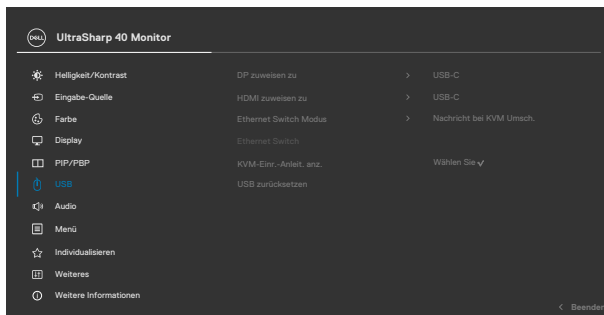 DELL UltraSharp 40 Monitor
Helligkeit/Kontrast DP zuweisen zu > USB-C
Eingabe-Quelle HDMI zuweisen zu > USB-C
Farbe Ethernet Switch Modus > Nachricht bei KVM Umsch.
Display Ethernet Switch
PIP/PBP KVM-Einr.-Anleit. anz. Wählen Sie ✓
USB USB zurücksetzen
Audio
Menü
Individualisieren
Weiteres
Weitere Informationen
< Beenden